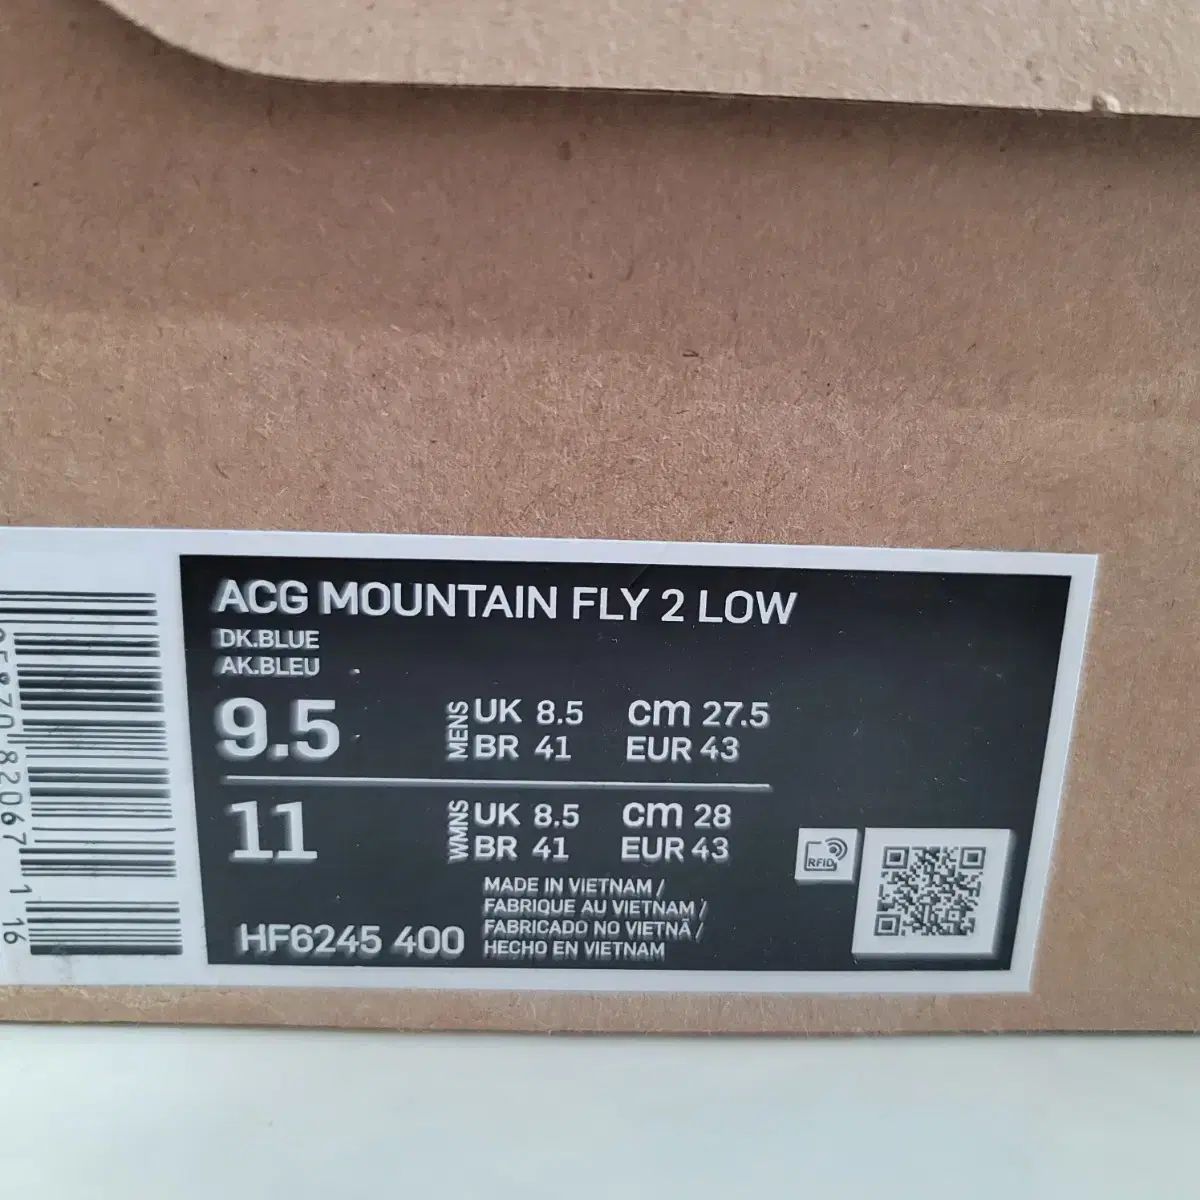 ACG MOUNTAIN FLY 2 LOW
DK.BLUE
AK.BLEU
9.5
MENS
UK 8.5 cm 27.5
BR 41 EUR 43
11
WMNS
UK 8.5 cm 28
BR 41 EUR 43
MADE IN VIETNAM /
FABRIQUE AU VIETNAM /
FABRICADO NO VIETNÃ /
HECHO EN VIETNAM
HF6245 400
RFID